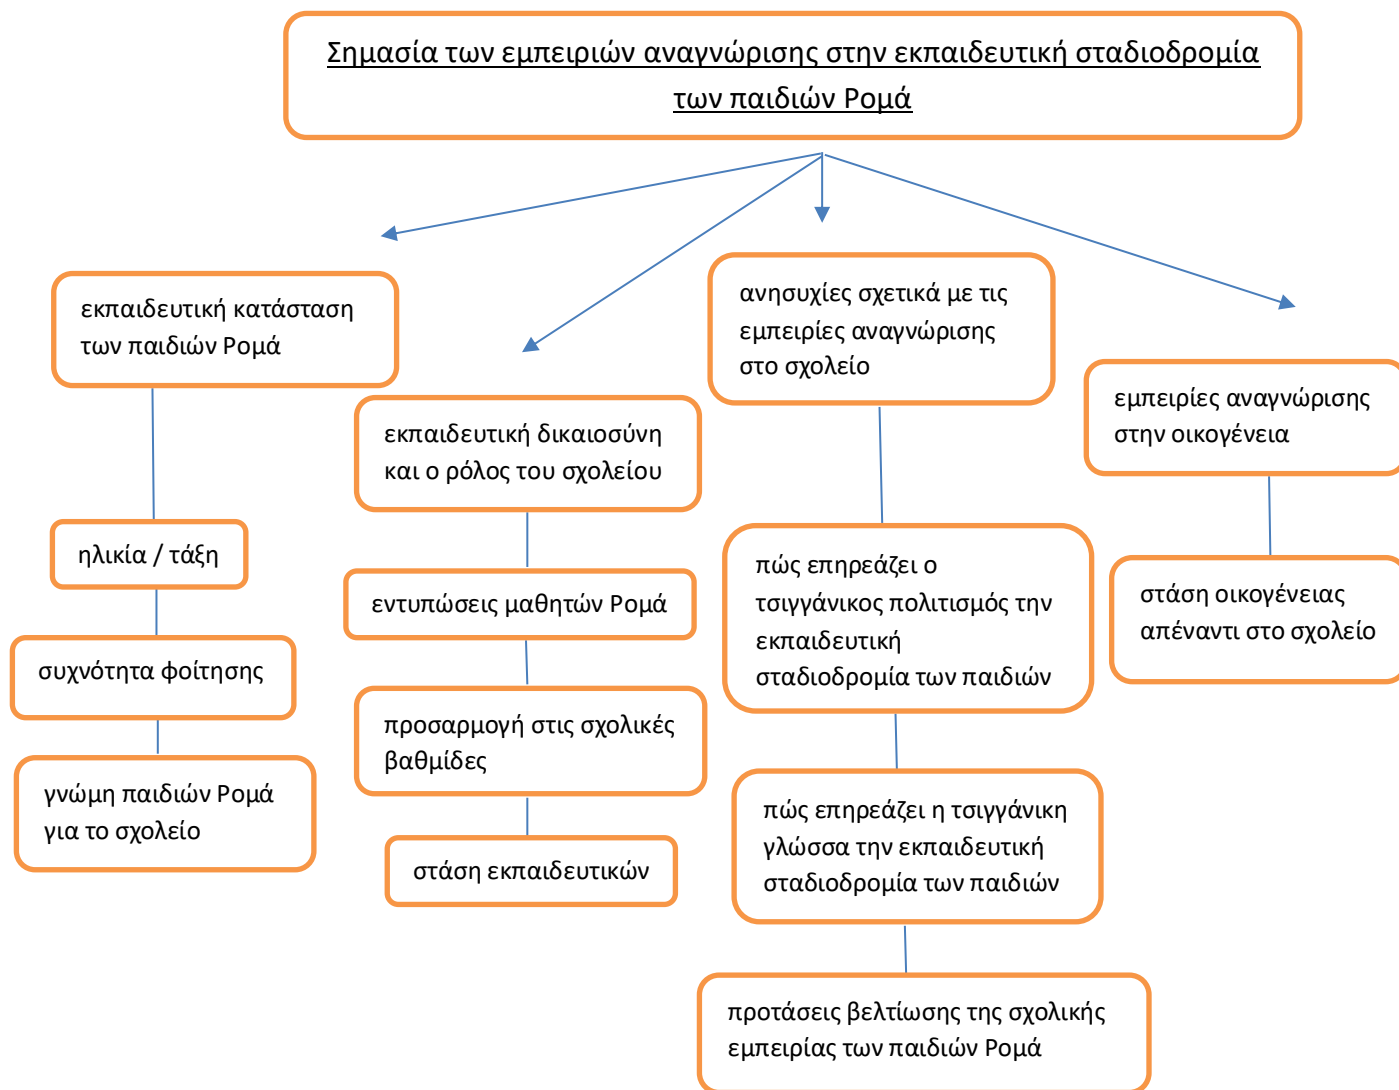 Σημασία των εμπειριών αναγνώρισης στην εκπαιδευτική σταδιοδρομία
των παιδιών Ρομά
εκπαιδευτική κατάσταση
των παιδιών Ρομά
ηλικία / τάξη
συχνότητα φοίτησης
γνώμη παιδιών Ρομά
για το σχολείο
εκπαιδευτική δικαιοσύνη
και ο ρόλος του σχολείου
εντυπώσεις μαθητών Ρομά
προσαρμογή στις σχολικές
βαθμίδες
στάση εκπαιδευτικών
ανησυχίες σχετικά με τις
εμπειρίες αναγνώρισης
στο σχολείο
πώς επηρεάζει ο
τσιγγάνικος πολιτισμός την
εκπαιδευτική
σταδιοδρομία των παιδιών
πώς επηρεάζει η τσιγγάνικη
γλώσσα την εκπαιδευτική
σταδιοδρομία των παιδιών
προτάσεις βελτίωσης της σχολικής
εμπειρίας των παιδιών Ρομά
εμπειρίες αναγνώρισης
στην οικογένεια
στάση οικογένειας
απέναντι στο σχολείο